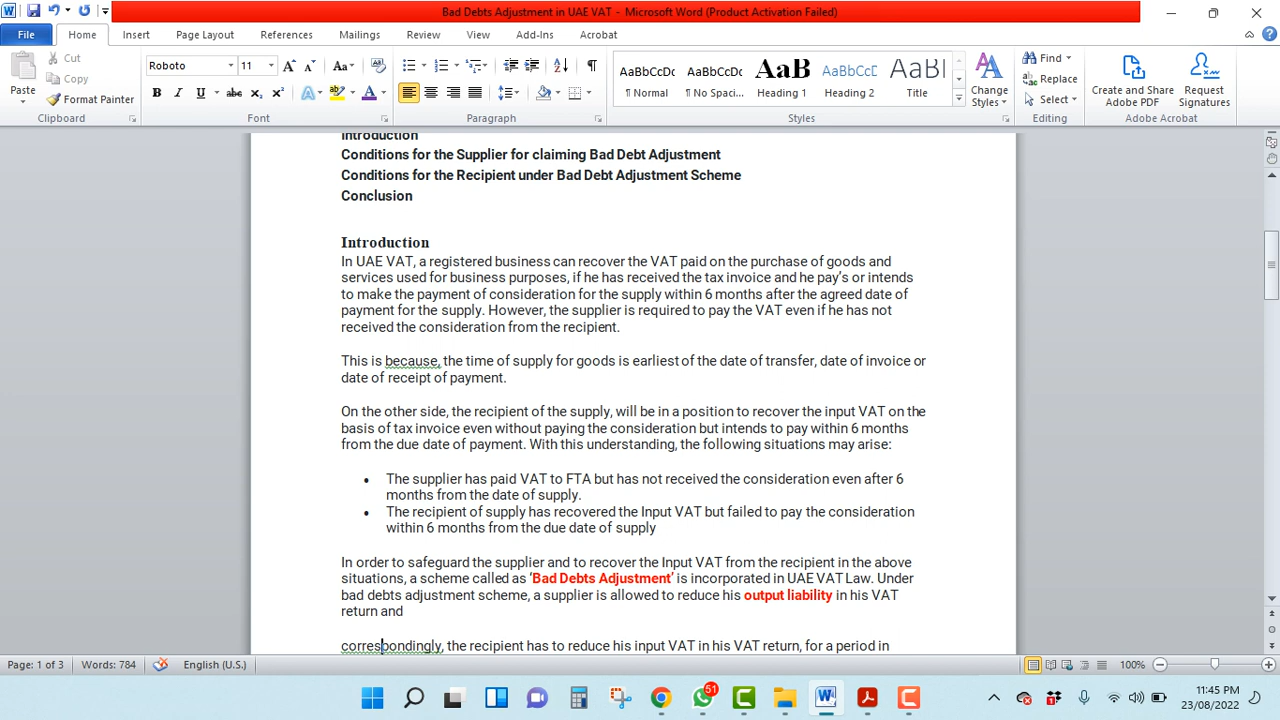 Bad Debts Adjustment in UAE VAT - Microsoft Word (Product Activation Failed)
File Home Insert Page Layout References Mailings Review View Add-Ins Acrobat
Paste
Cut
Copy
Format Painter
Clipboard
Roboto 11
Font
Paragraph
AaBbCcDc AaBbCcDc AaB AaBbCcD AaBl
¶ Normal ¶ No Spaci... Heading 1 Heading 2 Title
Change Styles
Styles
Find
Replace
Select
Editing
Create and Share Adobe PDF
Request Signatures
Adobe Acrobat
Introduction
Conditions for the Supplier for claiming Bad Debt Adjustment
Conditions for the Recipient under Bad Debt Adjustment Scheme
Conclusion
Introduction
In UAE VAT, a registered business can recover the VAT paid on the purchase of goods and
services used for business purposes, if he has received the tax invoice and he pay's or intends
to make the payment of consideration for the supply within 6 months after the agreed date of
payment for the supply. However, the supplier is required to pay the VAT even if he has not
received the consideration from the recipient.
This is because, the time of supply for goods is earliest of the date of transfer, date of invoice or
date of receipt of payment.
On the other side, the recipient of the supply, will be in a position to recover the input VAT on the
basis of tax invoice even without paying the consideration but intends to pay within 6 months
from the due date of payment. With this understanding, the following situations may arise:
• The supplier has paid VAT to FTA but has not received the consideration even after 6
months from the date of supply.
• The recipient of supply has recovered the Input VAT but failed to pay the consideration
within 6 months from the due date of supply
In order to safeguard the supplier and to recover the Input VAT from the recipient in the above
situations, a scheme called as ‘Bad Debts Adjustment’ is incorporated in UAE VAT Law. Under
bad debts adjustment scheme, a supplier is allowed to reduce his output liability in his VAT
return and
correspondingly, the recipient has to reduce his input VAT in his VAT return, for a period in
Page: 1 of 3 Words: 784 English (U.S.) 100%
51
11:45 PM
23/08/2022